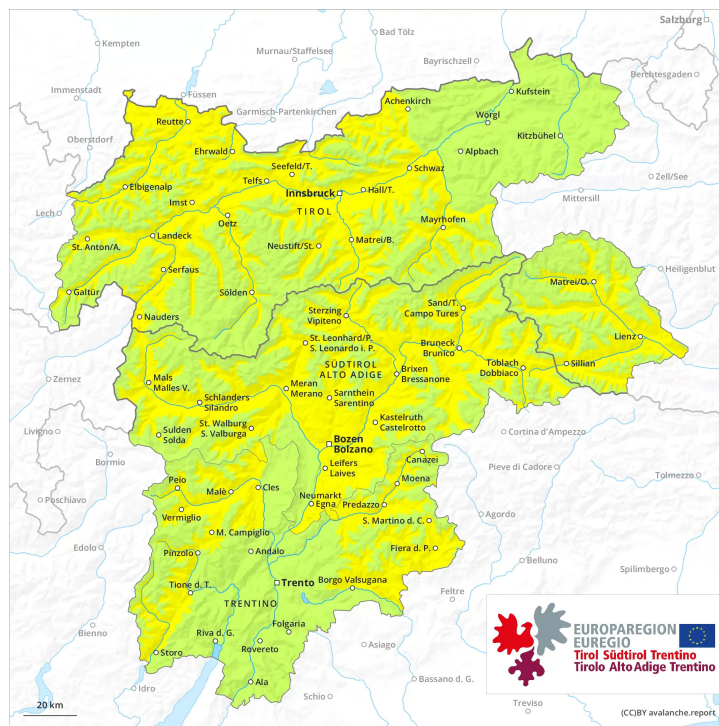 Salzburg
Bad Tölz
Kempten
Murnau/Staffelsee
Bayrischzell
Berchtesgaden
Immenstadt
Füssen
Garmisch-Partenkirchen
Achenkirch
Kufstein
Reutte
Wörgl
Oberstdorf
Ehrwald
Kitzbühel
Alpbach
Seefeld/T.
Schwaz
Telfs
Zell/See
Elbigenalp
Innsbruck
Hall/T.
Mittersill
Imst
Lech
TIROL
Oetz
Mayrhofen
Landeck
St. Anton/A.
Neustift/St.
Matrei/B.
Serfaus
Heiligenblut
Galtür
Sölden
Matrei/O.
Nauders
Sterzing
Vipiteno
Sand/T.
Campo Tures
Lienz
St. Leonhard/P.
S. Leonardo i. P.
Bruneck
Brunico
Sillian
Toblach
Dobbiaco
SÜDTIROL
ALTO ADIGE
Brixen
Bressanone
Zernez
Mals
Malles V.
Meran
Merano
Schlanders
Silandro
Sarnthein
Sarentino
St. Walburg
S. Valburga
Kastelruth
Castelrotto
Livigno
Sulden
Solda
Cortina d'Ampezzo
Bozen
Bolzano
Bormio
Canazei
Pieve di Cadore
Leifers
Laives
Tolmezzo
Peio
Moena
Malè
Cles
Neumarkt
Egna
Predazzo
Poschiavo
Vermiglio
S. Martino d. C.
Agordo
M. Campiglio
Edolo
Pinzolo
Andalo
Fiera d. P.
Belluno
Spilimbergo
Tione d. T.
Trento
Borgo Valsugana
Feltre
TRENTINO
Folgaria
Bienno
Riva d. G.
Rovereto
Asiago
Storo
Bassano d. G.
Ala
Idro
Schio
Treviso
EUROPAREGION
EUREGIO
Tirol Südtirol Trentino
Tirolo Alto Adige Trentino
20 km
(CC)BY avalanche.report